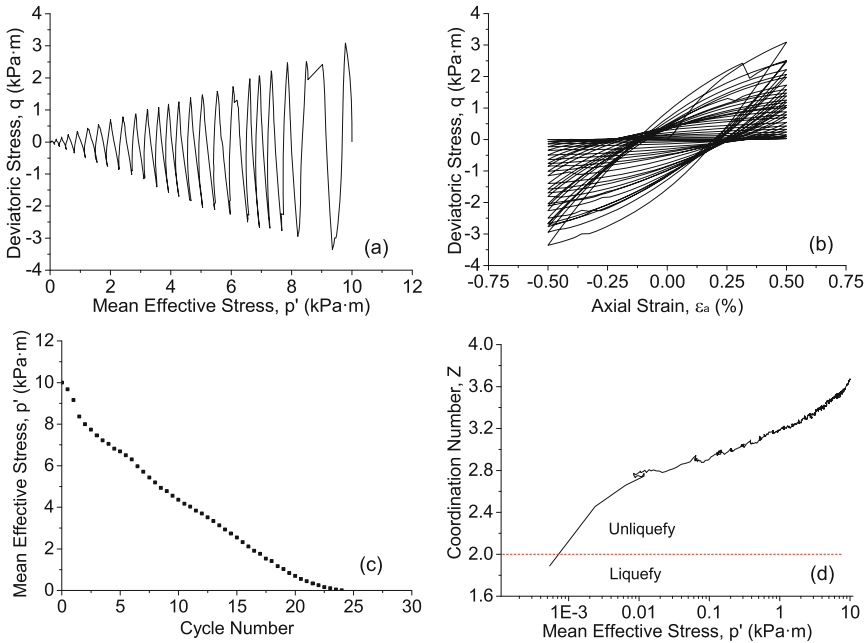 4
3
2
1
0
-1
-2
-3
-4
0 2 4 6 8 10 12
Deviatoric Stress, q (kPa·m)
Mean Effective Stress, p' (kPa·m)
(a)
4
3
2
1
0
-1
-2
-3
-4
-0.75 -0.50 -0.25 0.00 0.25 0.50 0.75
Deviatoric Stress, q (kPa·m)
Axial Strain, εa (%)
(b)
12
10
8
6
4
2
0
0 5 10 15 20 25 30
Mean Effective Stress, p' (kPa·m)
Cycle Number
(c)
4.0
3.6
3.2
2.8
2.4
2.0
1.6
1E-3 0.01 0.1 1 10
Coordination Number, Z
Mean Effective Stress, p' (kPa·m)
Unliquefy
Liquefy
(d)